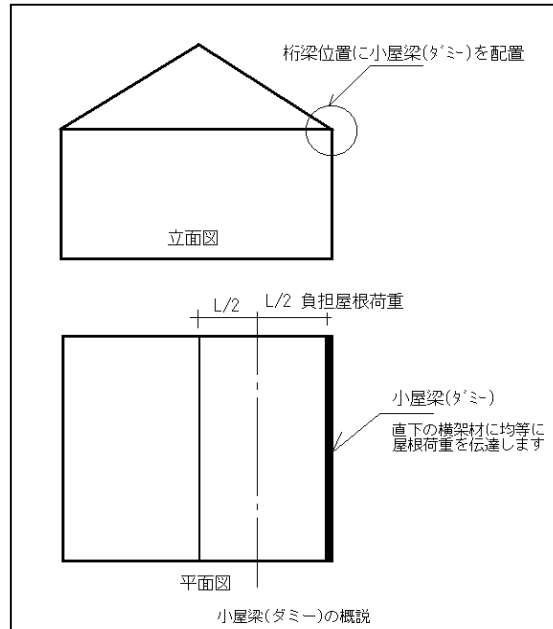 桁梁位置に小屋梁(ダミー)を配置
立面図
L/2 L/2 負担屋根荷重
小屋梁(ダミー)
直下の横架材に均等に
屋根荷重を伝達します
平面図
小屋梁(ダミー)の概説